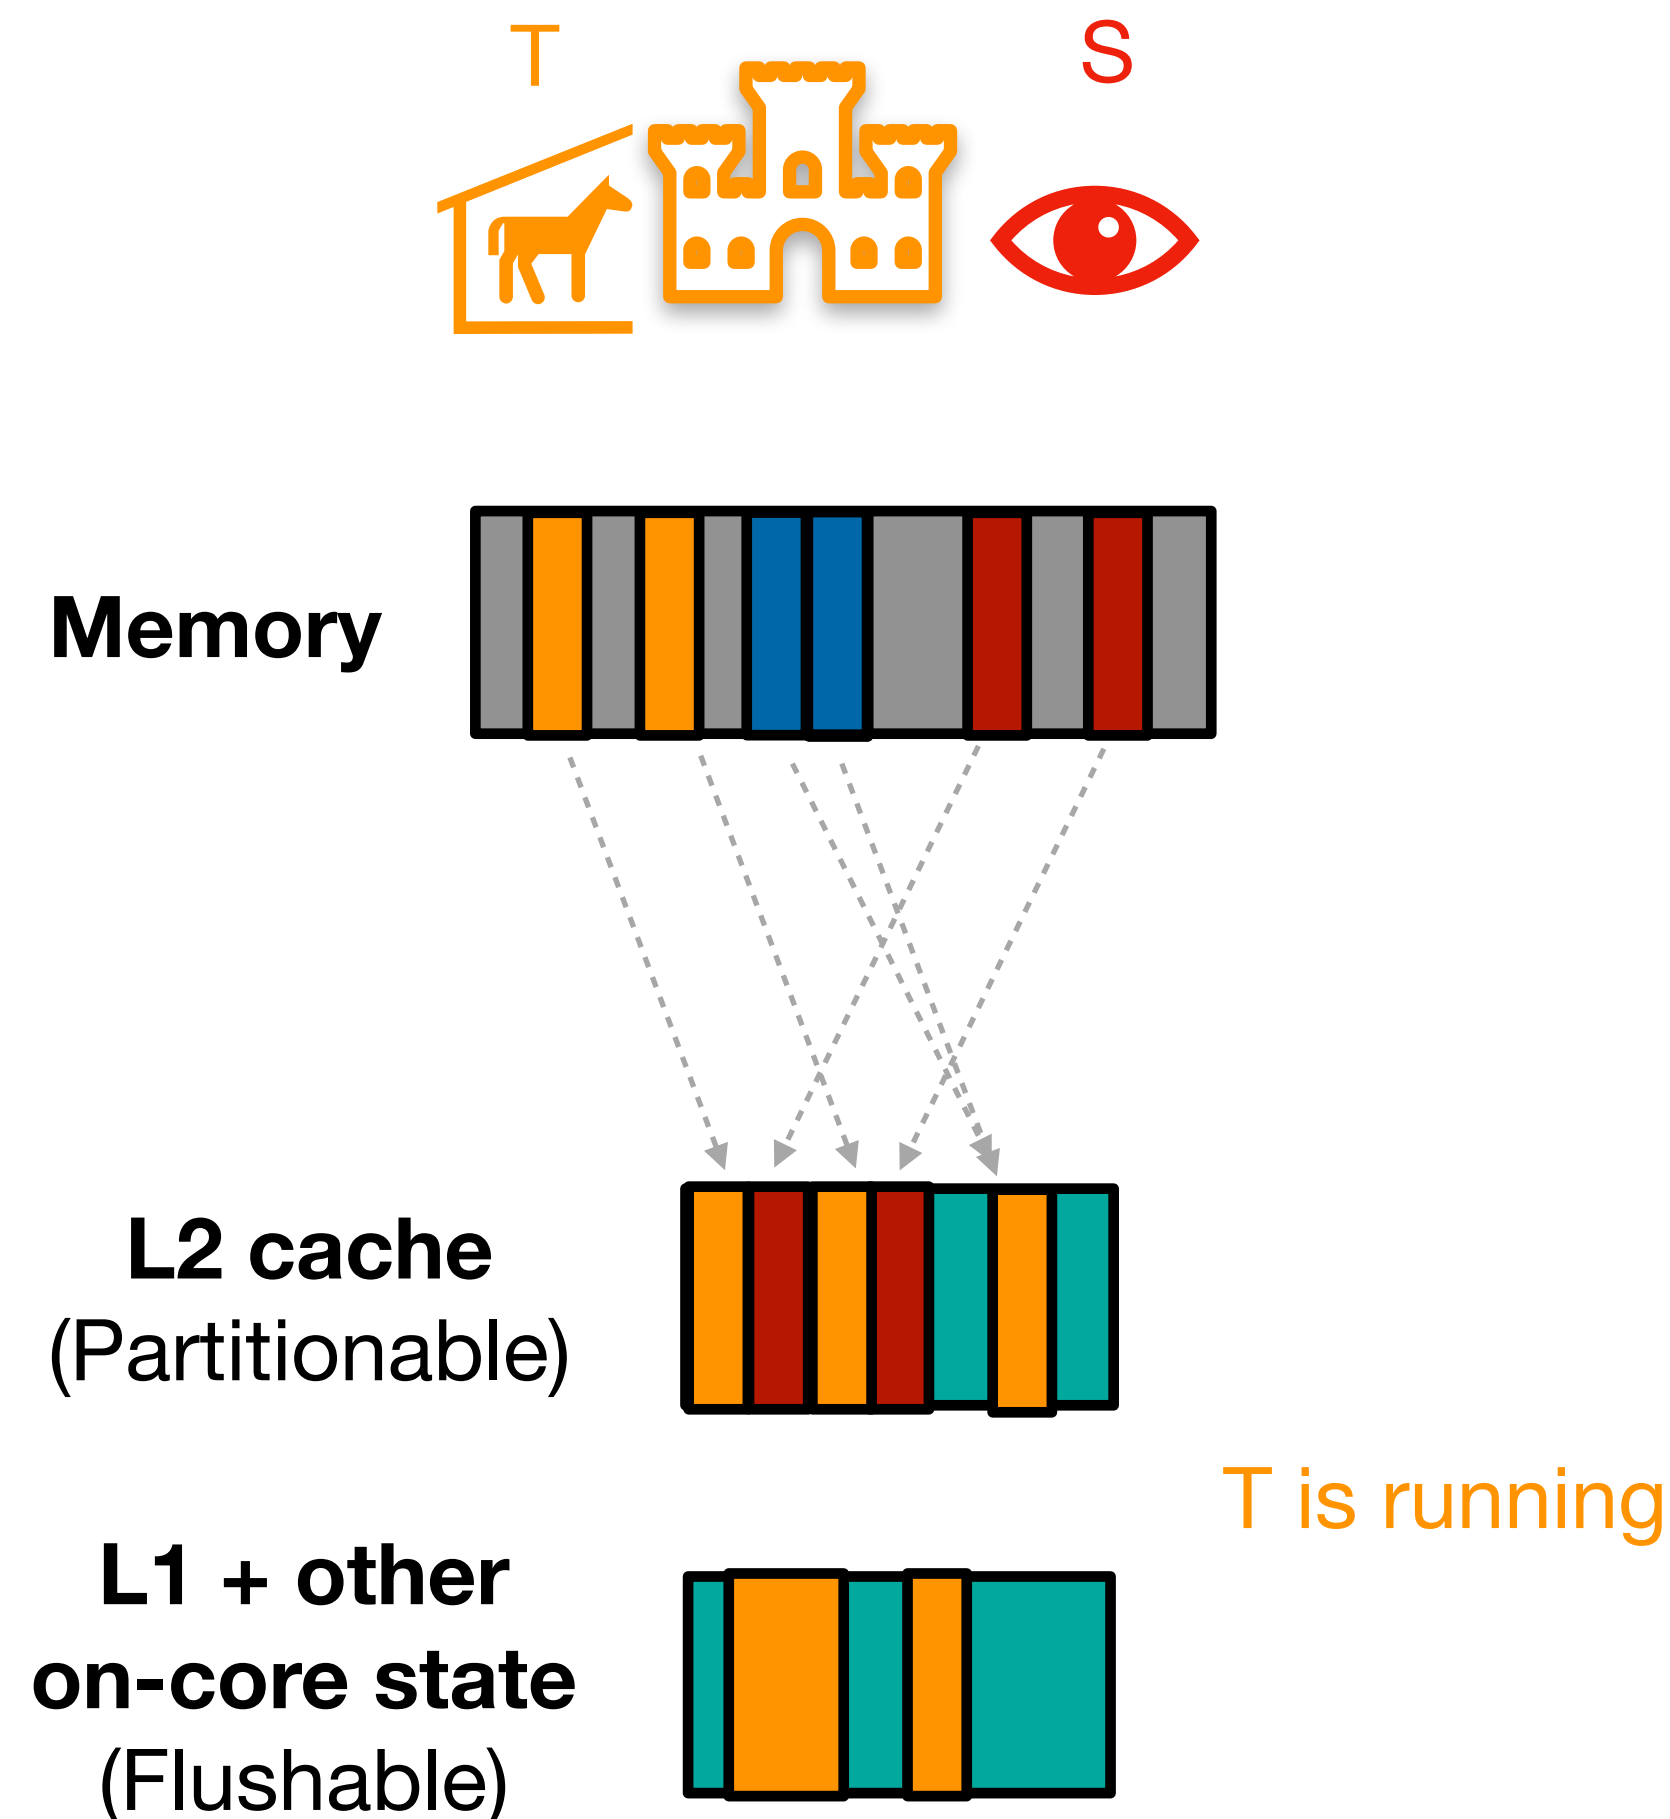 T
S
Memory
L2 cache
(Partitionable)
T is running
L1 + other
on-core state
(Flushable)